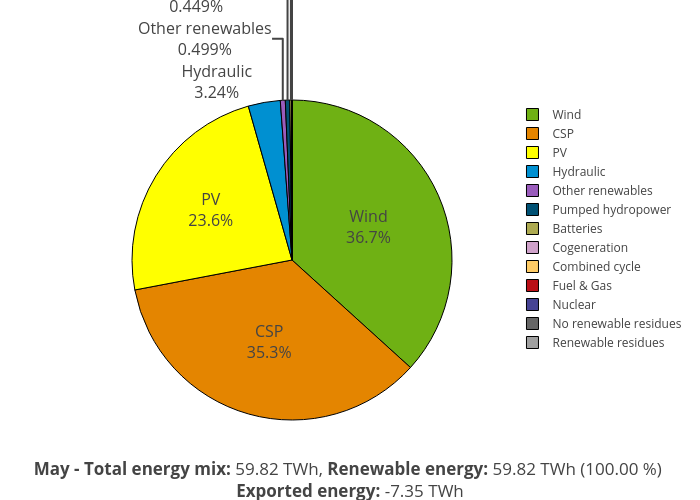 0.449%
Other renewables
0.499%
Hydraulic
3.24%
PV
23.6%
Wind
36.7%
CSP
35.3%
Wind
CSP
PV
Hydraulic
Other renewables
Pumped hydropower
Batteries
Cogeneration
Combined cycle
Fuel & Gas
Nuclear
No renewable residues
Renewable residues
May - Total energy mix: 59.82 TWh, Renewable energy: 59.82 TWh (100.00 %)
Exported energy: -7.35 TWh